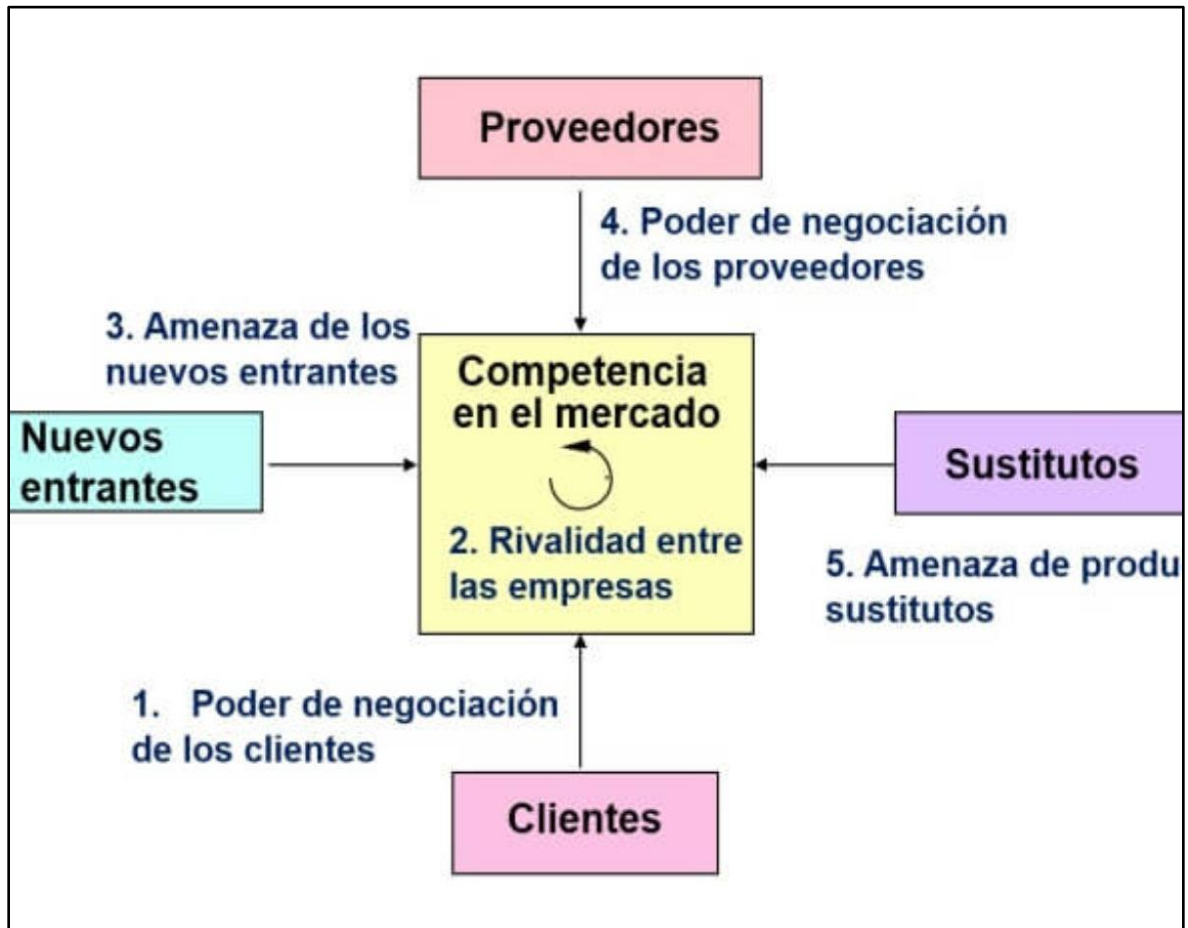 Proveedores
4. Poder de negociación
de los proveedores
3. Amenaza de los
nuevos entrantes
Competencia
en el mercado
Nuevos
entrantes
Sustitutos
2. Rivalidad entre
las empresas
5. Amenaza de produ
sustitutos
1. Poder de negociación
de los clientes
Clientes